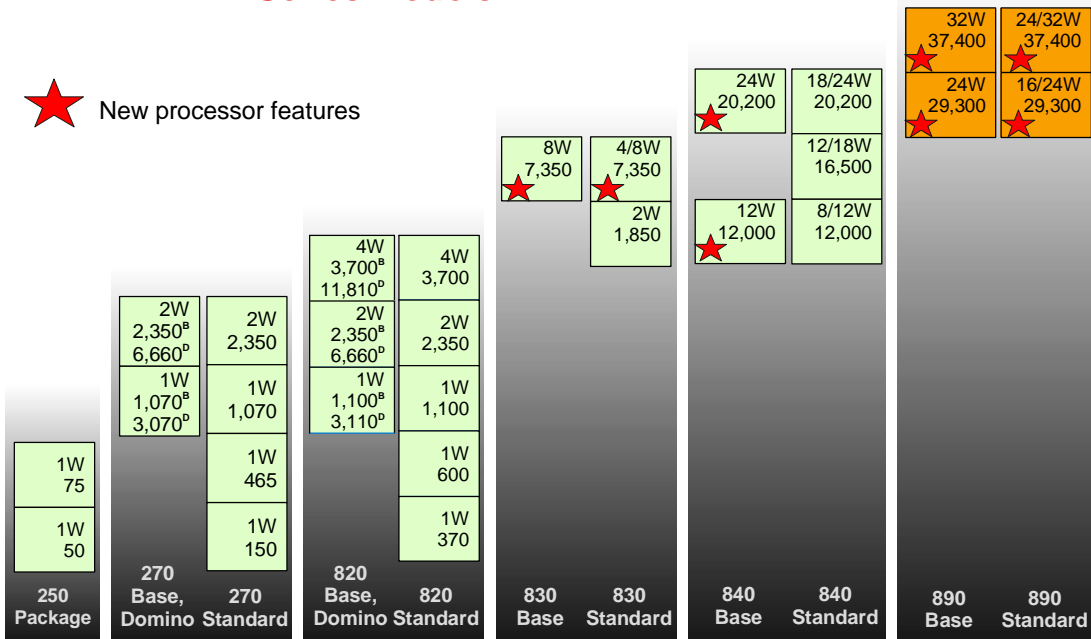 New processor features
1W
75
1W
50
250
Package
2W
2,350ᴮ
6,660ᴰ
1W
1,070ᴮ
3,070ᴰ
270
Base,
Domino
2W
2,350
1W
1,070
1W
465
1W
150
270
Standard
4W
3,700ᴮ
11,810ᴰ
2W
2,350ᴮ
6,660ᴰ
1W
1,100ᴮ
3,110ᴰ
820
Base,
Domino
4W
3,700
2W
2,350
1W
1,100
1W
600
1W
370
820
Standard
8W
7,350
830
Base
4/8W
7,350
2W
1,850
830
Standard
24W
20,200
12W
12,000
840
Base
18/24W
20,200
12/18W
16,500
8/12W
12,000
840
Standard
32W
37,400
24W
29,300
890
Base
24/32W
37,400
16/24W
29,300
890
Standard